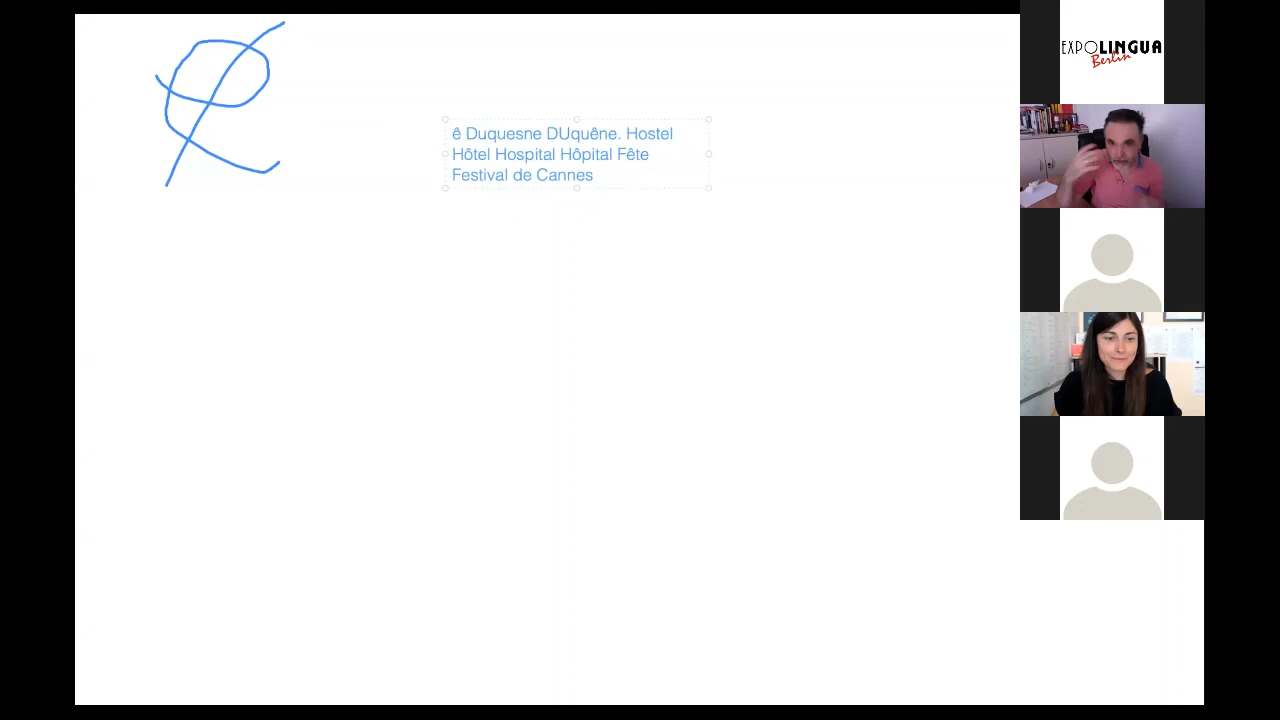 EXPOLINGUA
Berlin
ê Duquesne DUquêne. Hostel
Hôtel Hospital Hôpital Fête
Festival de Cannes